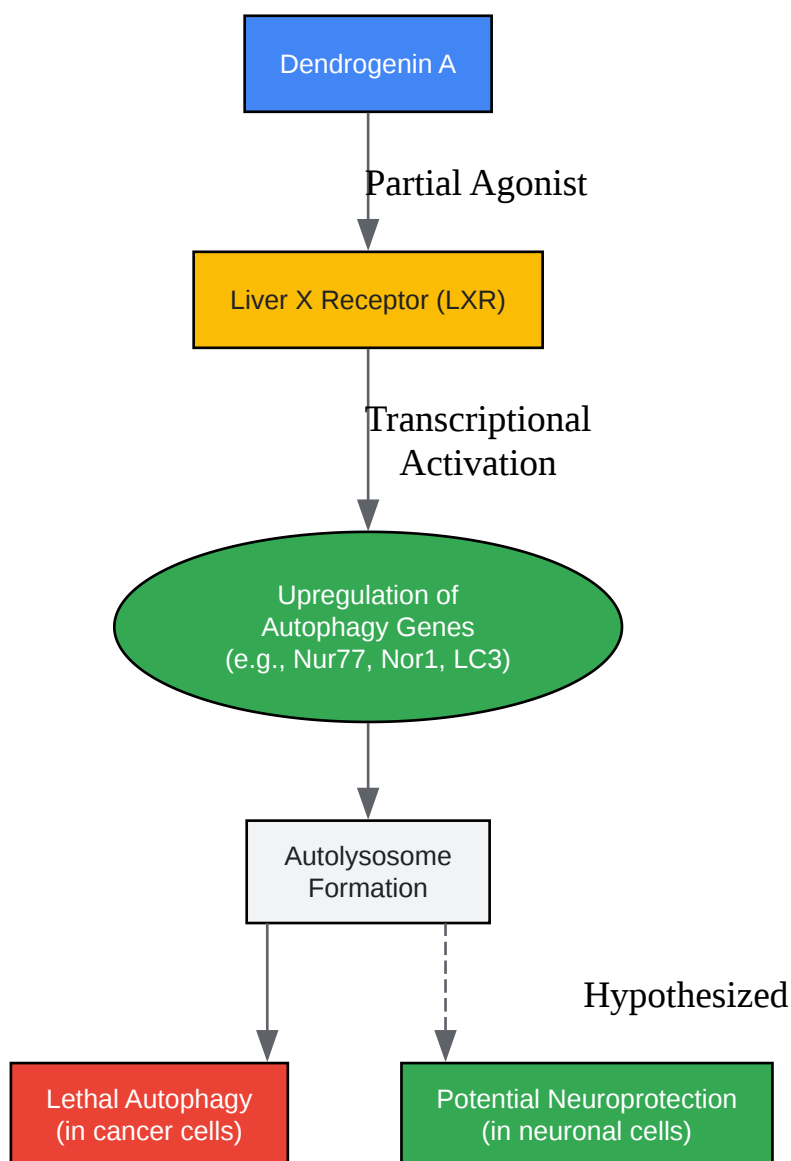 Dendrogenin A
Partial Agonist
Liver X Receptor (LXR)
Transcriptional
Activation
Upregulation of
Autophagy Genes
(e.g., Nur77, Nor1, LC3)
Autolysosome
Formation
Hypothesized
Lethal Autophagy
(in cancer cells)
Potential Neuroprotection
(in neuronal cells)